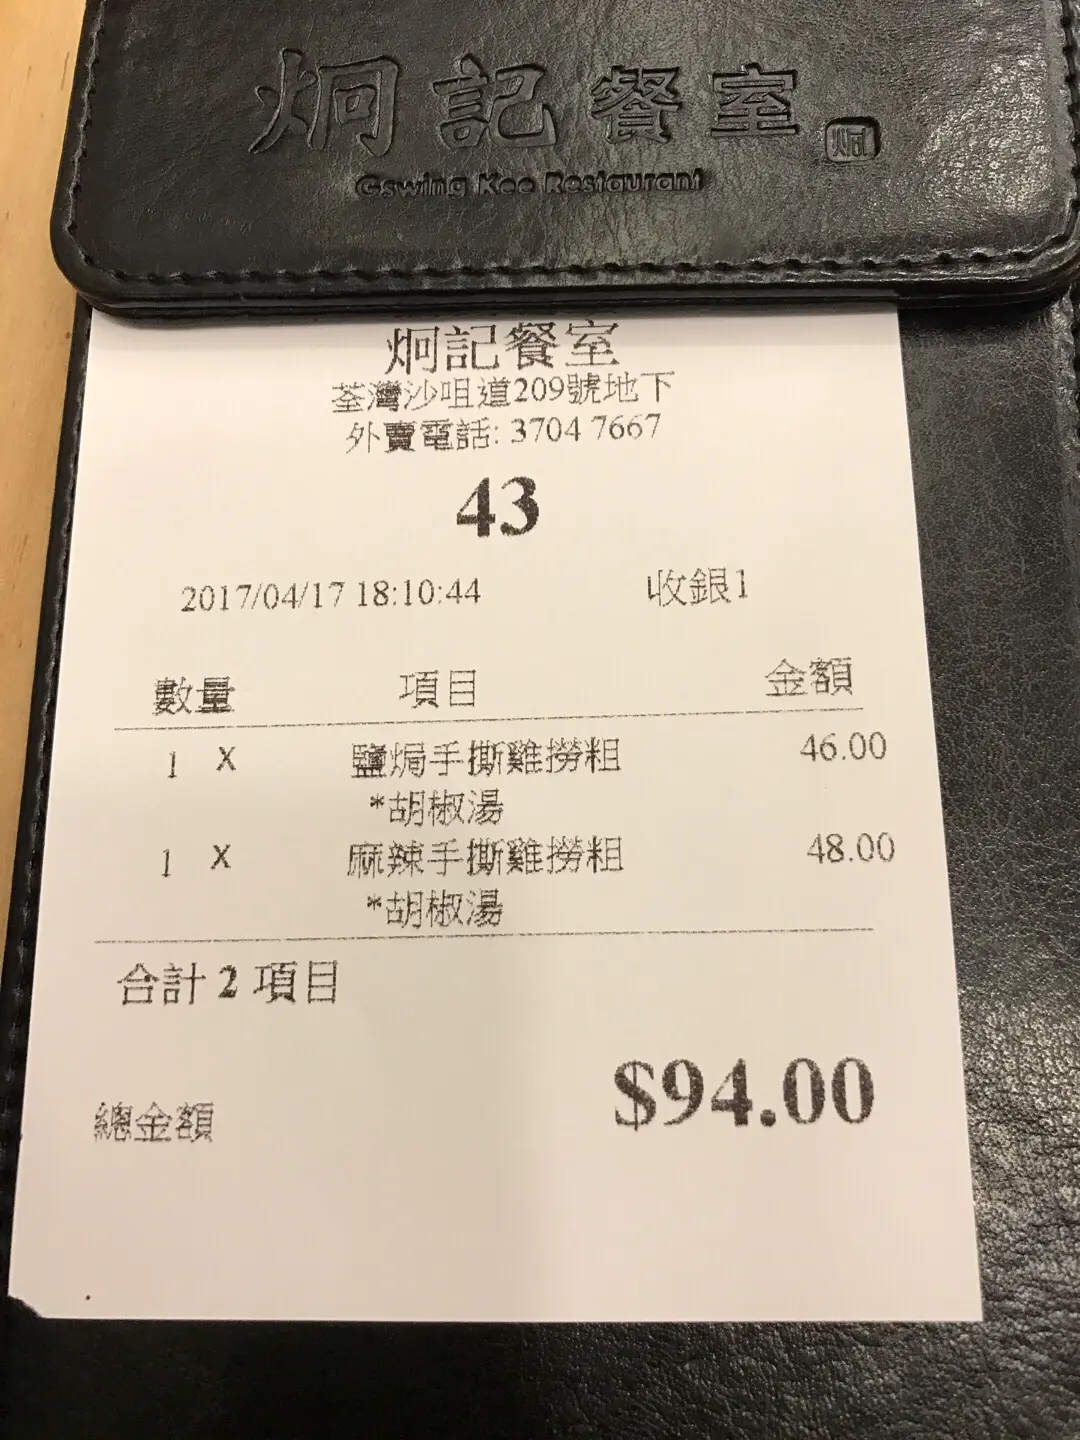 炯記餐室
炯
Gswing Kee Restaurant
炯記餐室
荃灣沙咀道209號地下
外賣電話: 3704 7667
43
2017/04/17 18:10:44 收銀1
數量 項目 金額
1 X 鹽焗手撕雞撈粗 46.00
*胡椒湯
1 X 麻辣手撕雞撈粗 48.00
*胡椒湯
合計 2 項目
總金額 $94.00